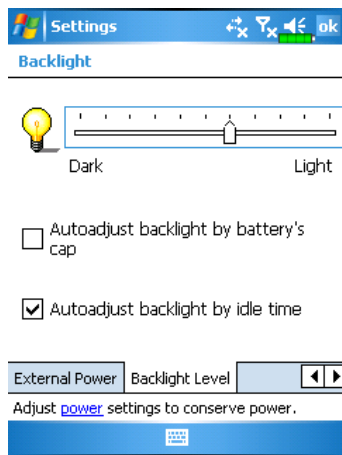 Settings ok
Backlight
Dark Light
Autoadjust backlight by battery's
cap
Autoadjust backlight by idle time
External Power Backlight Level
Adjust power settings to conserve power.